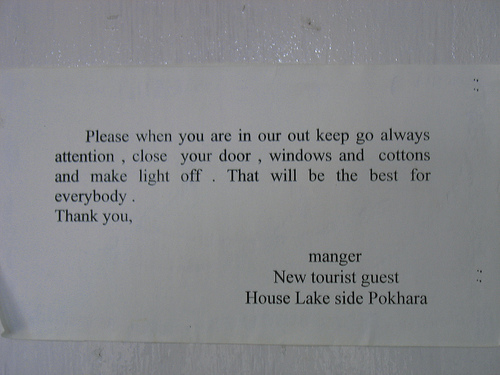 Please when you are in our out keep go always
attention , close your door , windows and cottons
and make light off . That will be the best for
everybody .
Thank you,
manger
New tourist guest
House Lake side Pokhara